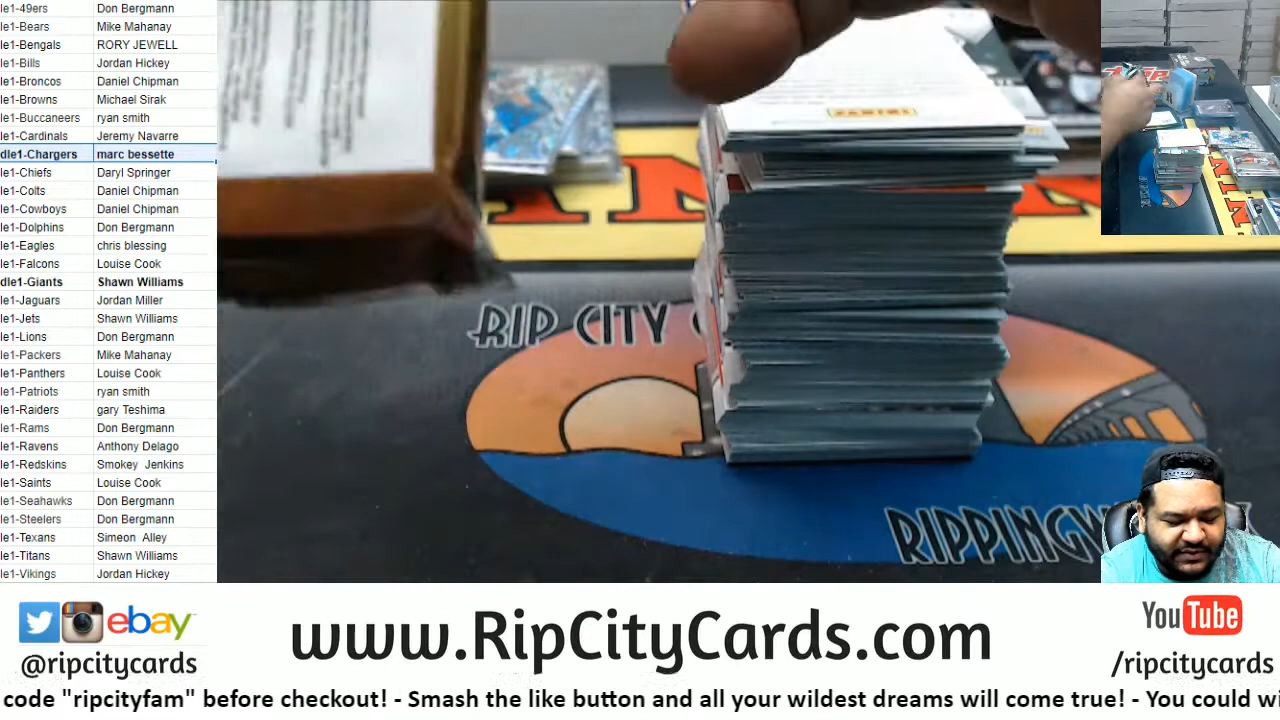 le1-49ers Don Bergmann
le1-Bears Mike Mahanay
le1-Bengals RORY JEWELL
le1-Bills Jordan Hickey
le1-Broncos Daniel Chipman
le1-Browns Michael Sirak
le1-Buccaneers ryan smith
le1-Cardinals Jeremy Navarre
dle1-Chargers marc bessette
le1-Chiefs Daryl Springer
le1-Colts Daniel Chipman
le1-Cowboys Daniel Chipman
le1-Dolphins Don Bergmann
le1-Eagles chris blessing
le1-Falcons Louise Cook
dle1-Giants Shawn Williams
le1-Jaguars Jordan Miller
le1-Jets Shawn Williams
le1-Lions Don Bergmann
le1-Packers Mike Mahanay
le1-Panthers Louise Cook
le1-Patriots ryan smith
le1-Raiders gary Teshima
le1-Rams Don Bergmann
le1-Ravens Anthony Delago
le1-Redskins Smokey Jenkins
le1-Saints Louise Cook
le1-Seahawks Don Bergmann
le1-Steelers Don Bergmann
le1-Texans Simeon Alley
le1-Titans Shawn Williams
le1-Vikings Jordan Hickey
PANINI
RIP CITY
RIPPINGW
ebay
@ripcitycards
www.RipCityCards.com
YouTube
/ripcitycards
code "ripcityfam" before checkout! - Smash the like button and all your wildest dreams will come true! - You could wi